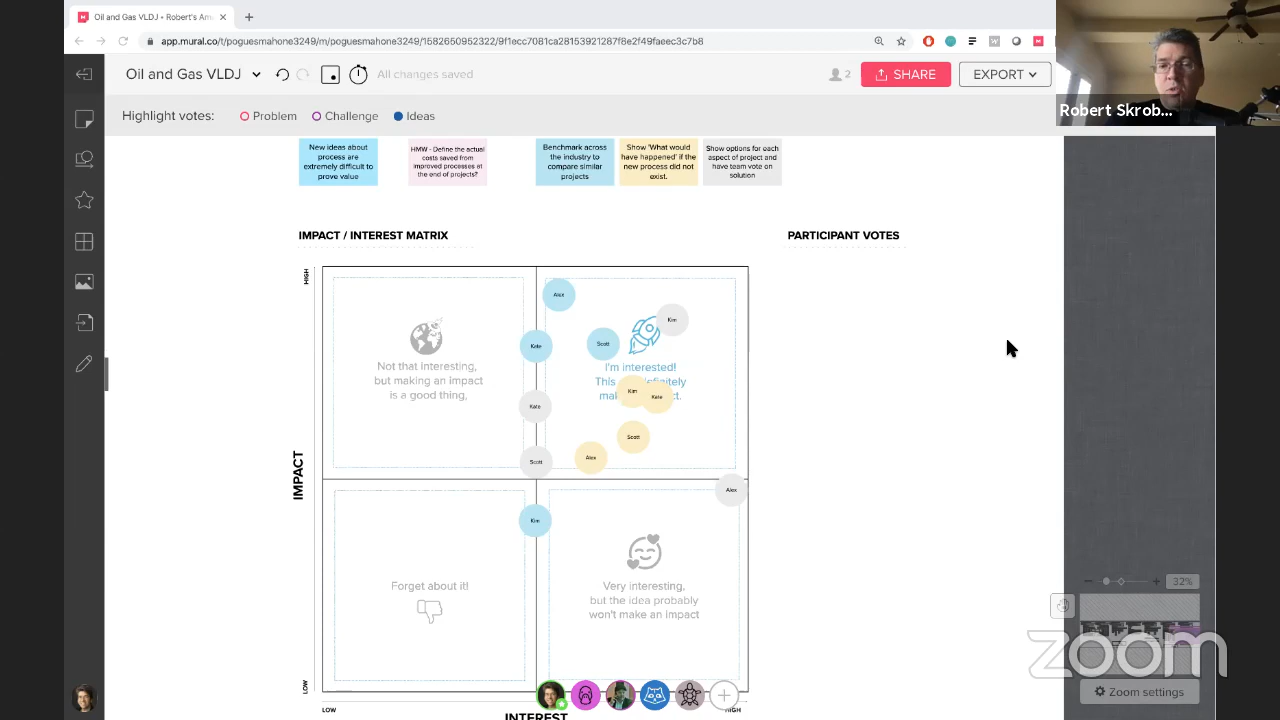 Oil and Gas VLDJ • Robert's Am
app.mural.co/t/poguesmahone3249/m/poguesmahone3249/1582650952322/9f1ecc7081ca28153921287f8e2f49faeec3c7b8
Oil and Gas VLDJ
All changes saved
2
SHARE
EXPORT
Robert Skrob...
Highlight votes:
Problem
Challenge
Ideas
New ideas about
process are
extremely difficult to
prove value
HMW - Define the actual
costs saved from
improved processes at
the end of projects?
Benchmark across
the industry to
compare similar
projects
Show 'What would
have happened' if the
new process did not
exist.
Show options for each
aspect of project and
have team vote on
solution
IMPACT / INTEREST MATRIX
PARTICIPANT VOTES
HIGH
Alex
Kim
Kate
Scott
Not that interesting,
but making an impact
is a good thing,
I'm interested!
This
Kim
Kate
Kate
Scott
Alex
Scott
IMPACT
Alex
Kim
Forget about it!
Very interesting,
but the idea probably
won't make an impact
32%
zoom
Zoom settings
LOW
LOW
INTEREST
HIGH